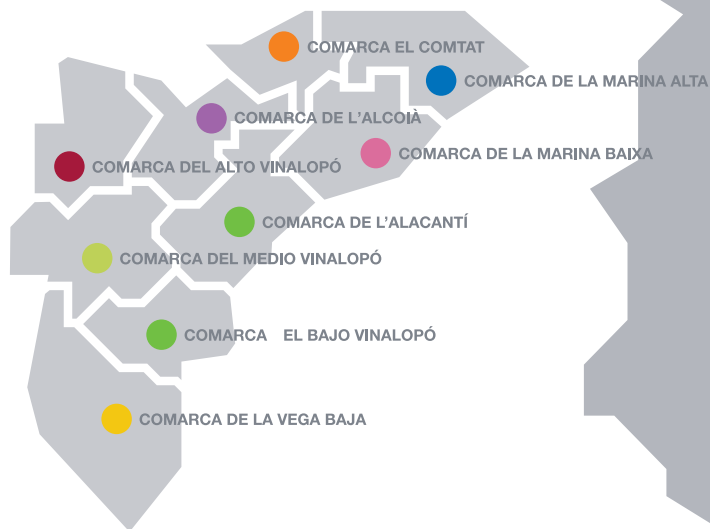 COMARCA EL COMTAT
COMARCA DE LA MARINA ALTA
COMARCA DE L'ALCOIÀ
COMARCA DE LA MARINA BAIXA
COMARCA DEL ALTO VINALOPÓ
COMARCA DE L'ALACANTÍ
COMARCA DEL MEDIO VINALOPÓ
COMARCA EL BAJO VINALOPÓ
COMARCA DE LA VEGA BAJA